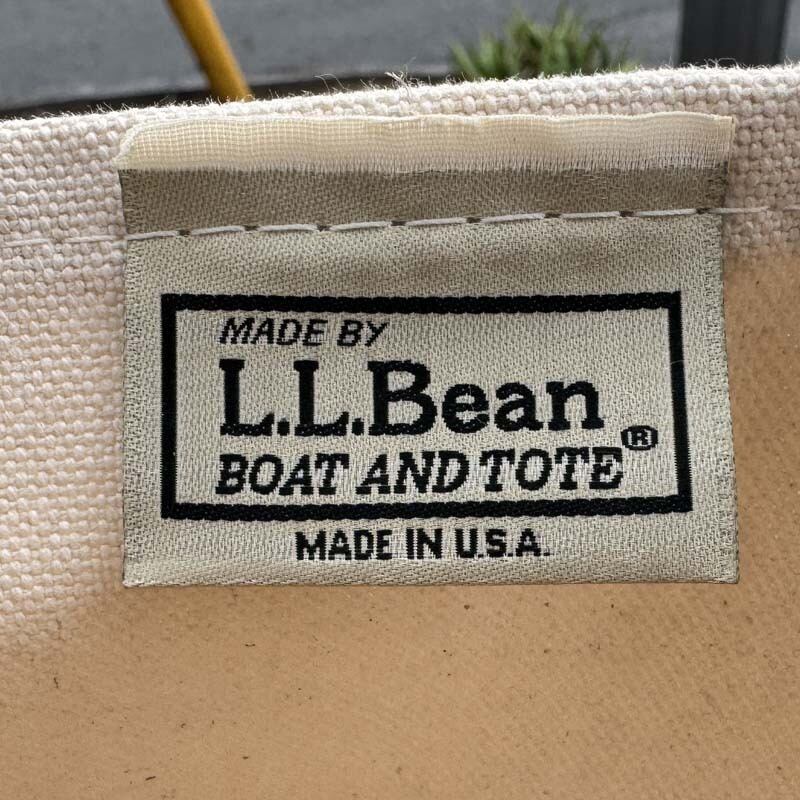 MADE BY
L.L.Bean
BOAT AND TOTE®
MADE IN U.S.A.